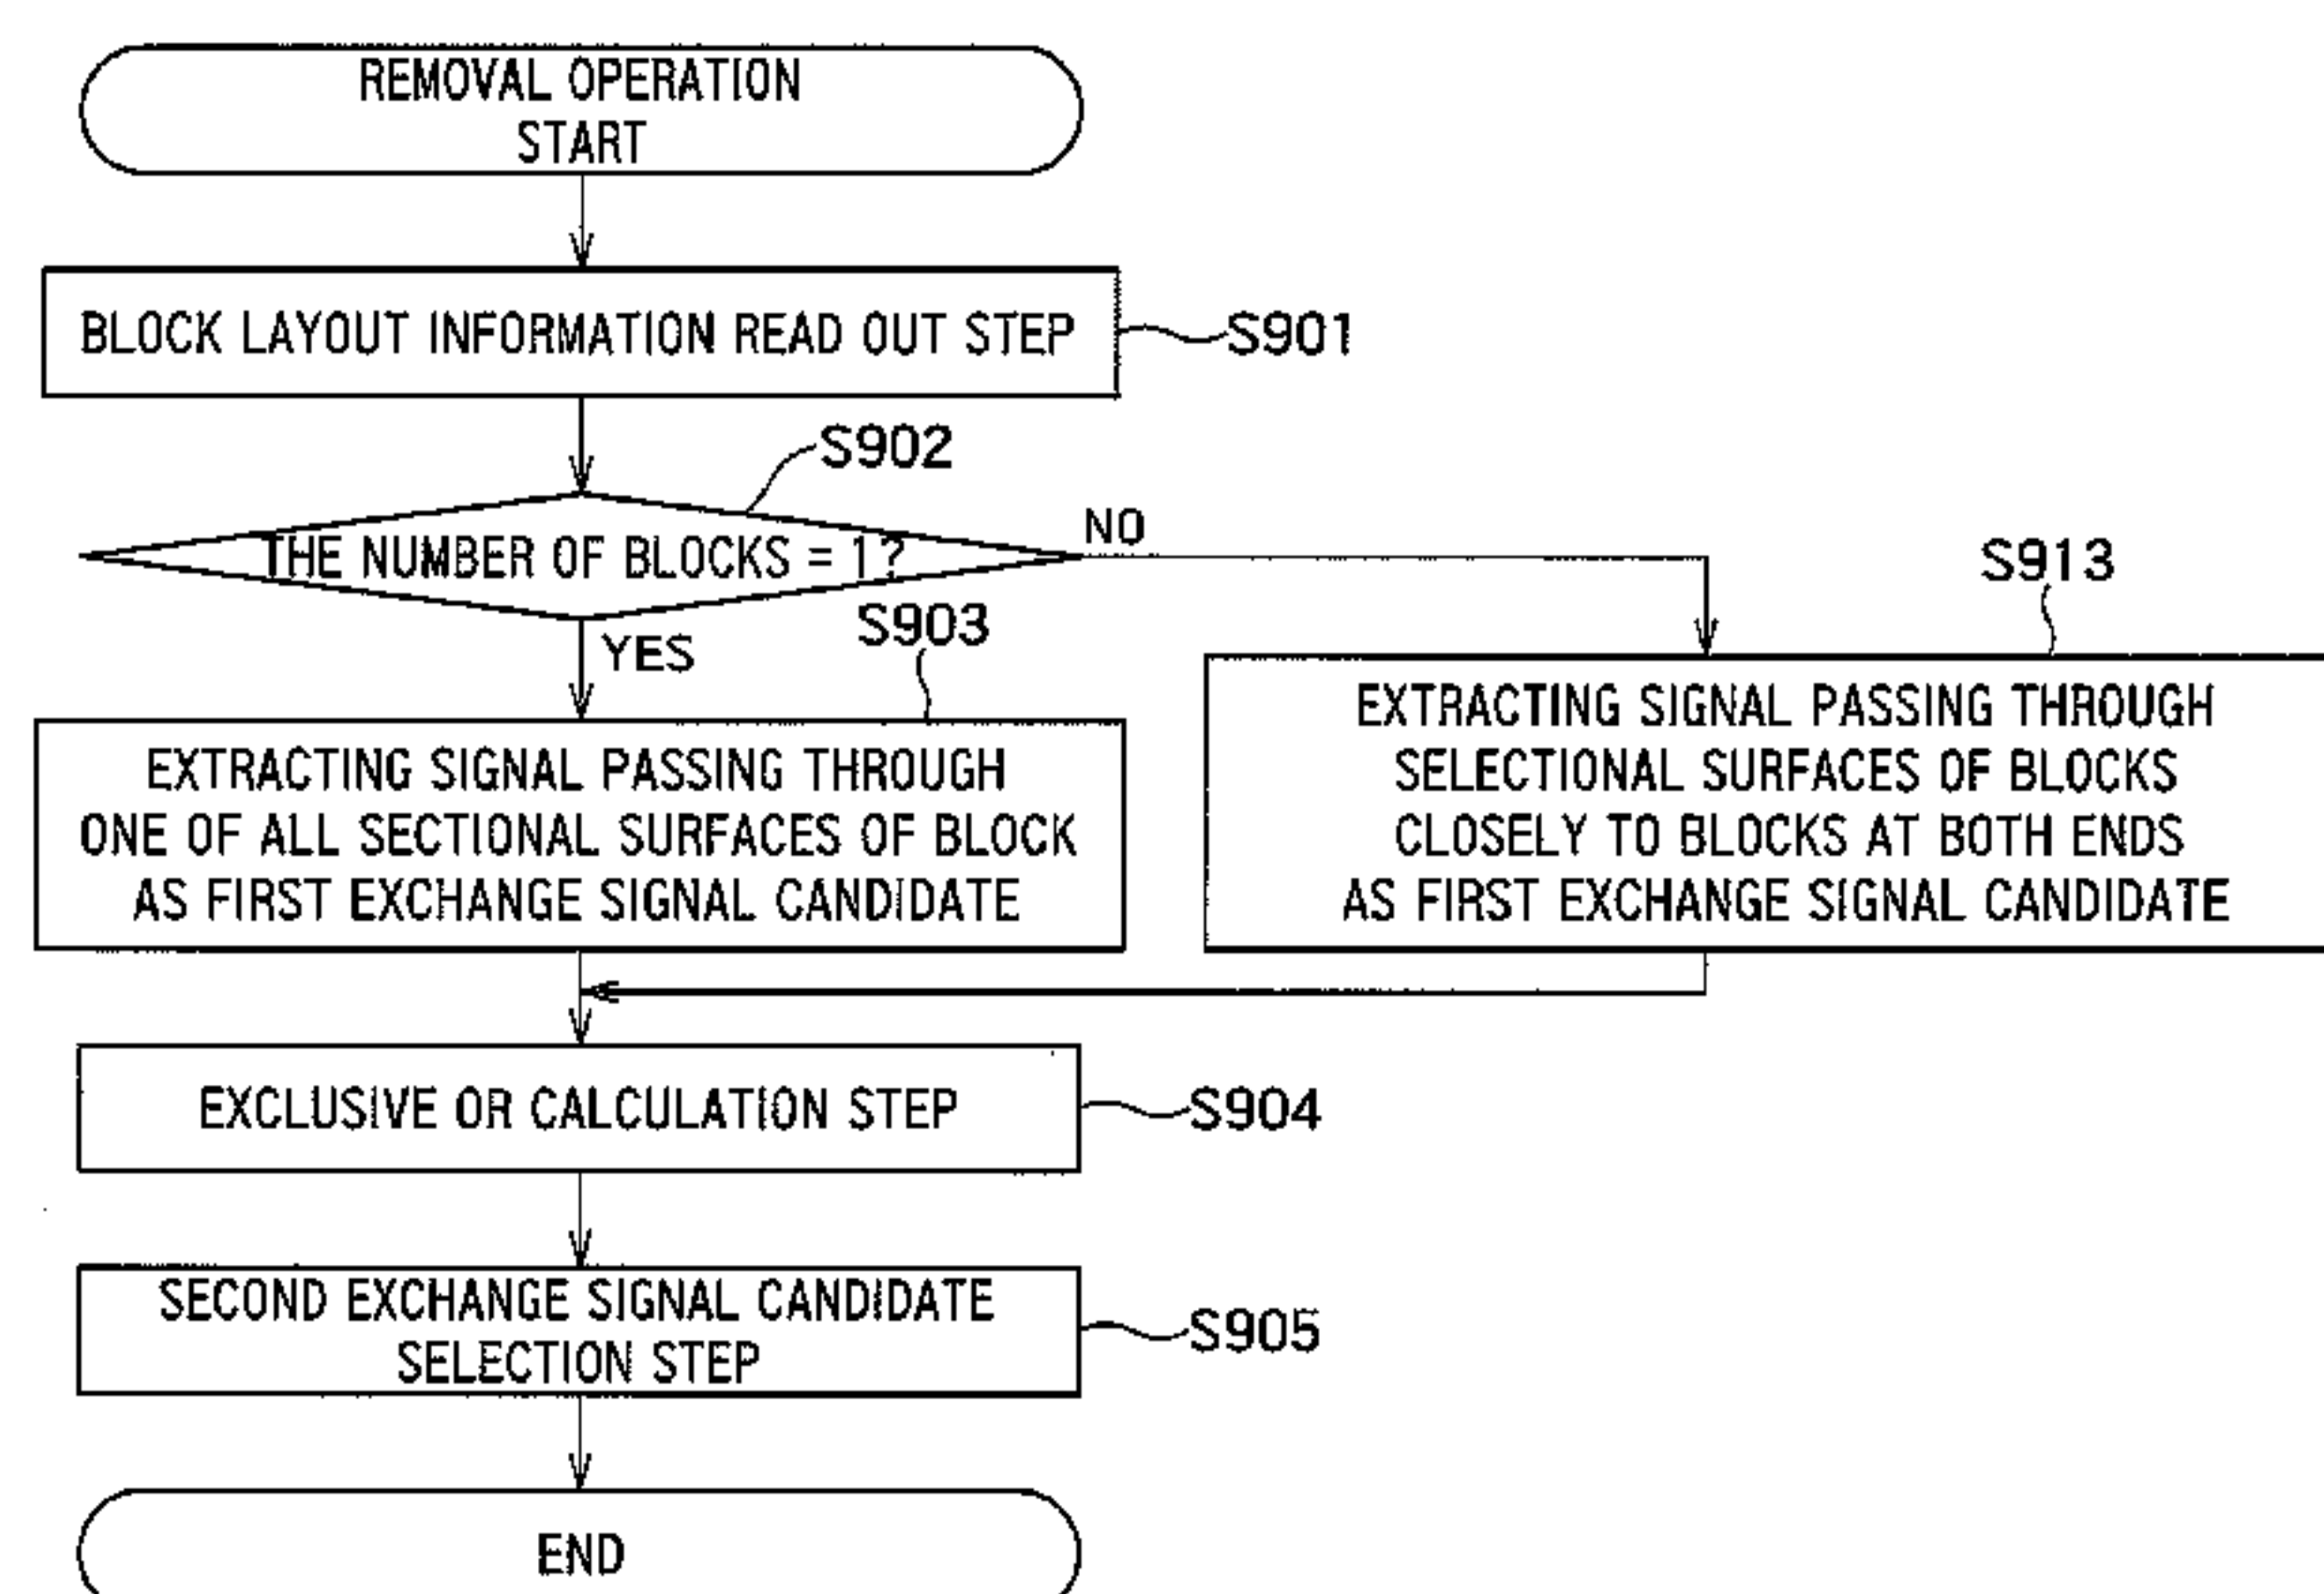 REMOVAL OPERATION
START
BLOCK LAYOUT INFORMATION READ OUT STEP
S901
S902
THE NUMBER OF BLOCKS = 1?
NO
YES
S903
EXTRACTING SIGNAL PASSING THROUGH
ONE OF ALL SECTIONAL SURFACES OF BLOCK
AS FIRST EXCHANGE SIGNAL CANDIDATE
S913
EXTRACTING SIGNAL PASSING THROUGH
SELECTIONAL SURFACES OF BLOCKS
CLOSELY TO BLOCKS AT BOTH ENDS
AS FIRST EXCHANGE SIGNAL CANDIDATE
EXCLUSIVE OR CALCULATION STEP
S904
SECOND EXCHANGE SIGNAL CANDIDATE
SELECTION STEP
S905
END